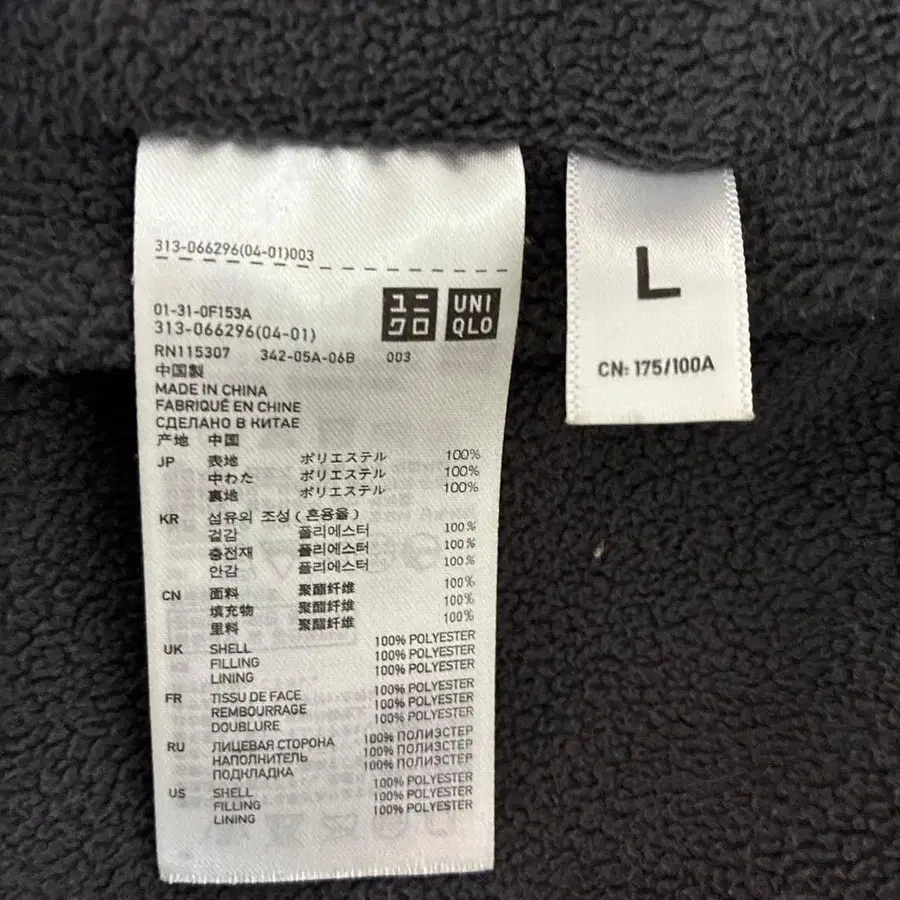 313-066296(04-01)003
01-31-0F153A
313-066296(04-01)
ユニクロ
UNIQLO
RN115307 342-05A-06B 003
中国製
MADE IN CHINA
FABRIQUÉ EN CHINE
СДЕЛАНО В КИТАЕ
产地 中国
JP 表地 ポリエステル 100%
中わた ポリエステル 100%
裏地 ポリエステル 100%
KR 섬유의 조성(혼용율)
겉감 폴리에스터 100%
충전재 폴리에스터 100%
안감 폴리에스터 100%
CN 面料 聚酯纤维 100%
填充物 聚酯纤维 100%
里料 聚酯纤维 100%
UK SHELL 100% POLYESTER
FILLING 100% POLYESTER
LINING 100% POLYESTER
FR TISSU DE FACE 100% POLYESTER
REMBOURRAGE 100% POLYESTER
DOUBLURE 100% POLYESTER
RU ЛИЦЕВАЯ СТОРОНА 100% ПОЛИЭСТЕР
НАПОЛНИТЕЛЬ 100% ПОЛИЭСТЕР
ПОДКЛАДКА 100% ПОЛИЭСТЕР
US SHELL 100% POLYESTER
FILLING 100% POLYESTER
LINING 100% POLYESTER
L
CN: 175/100A